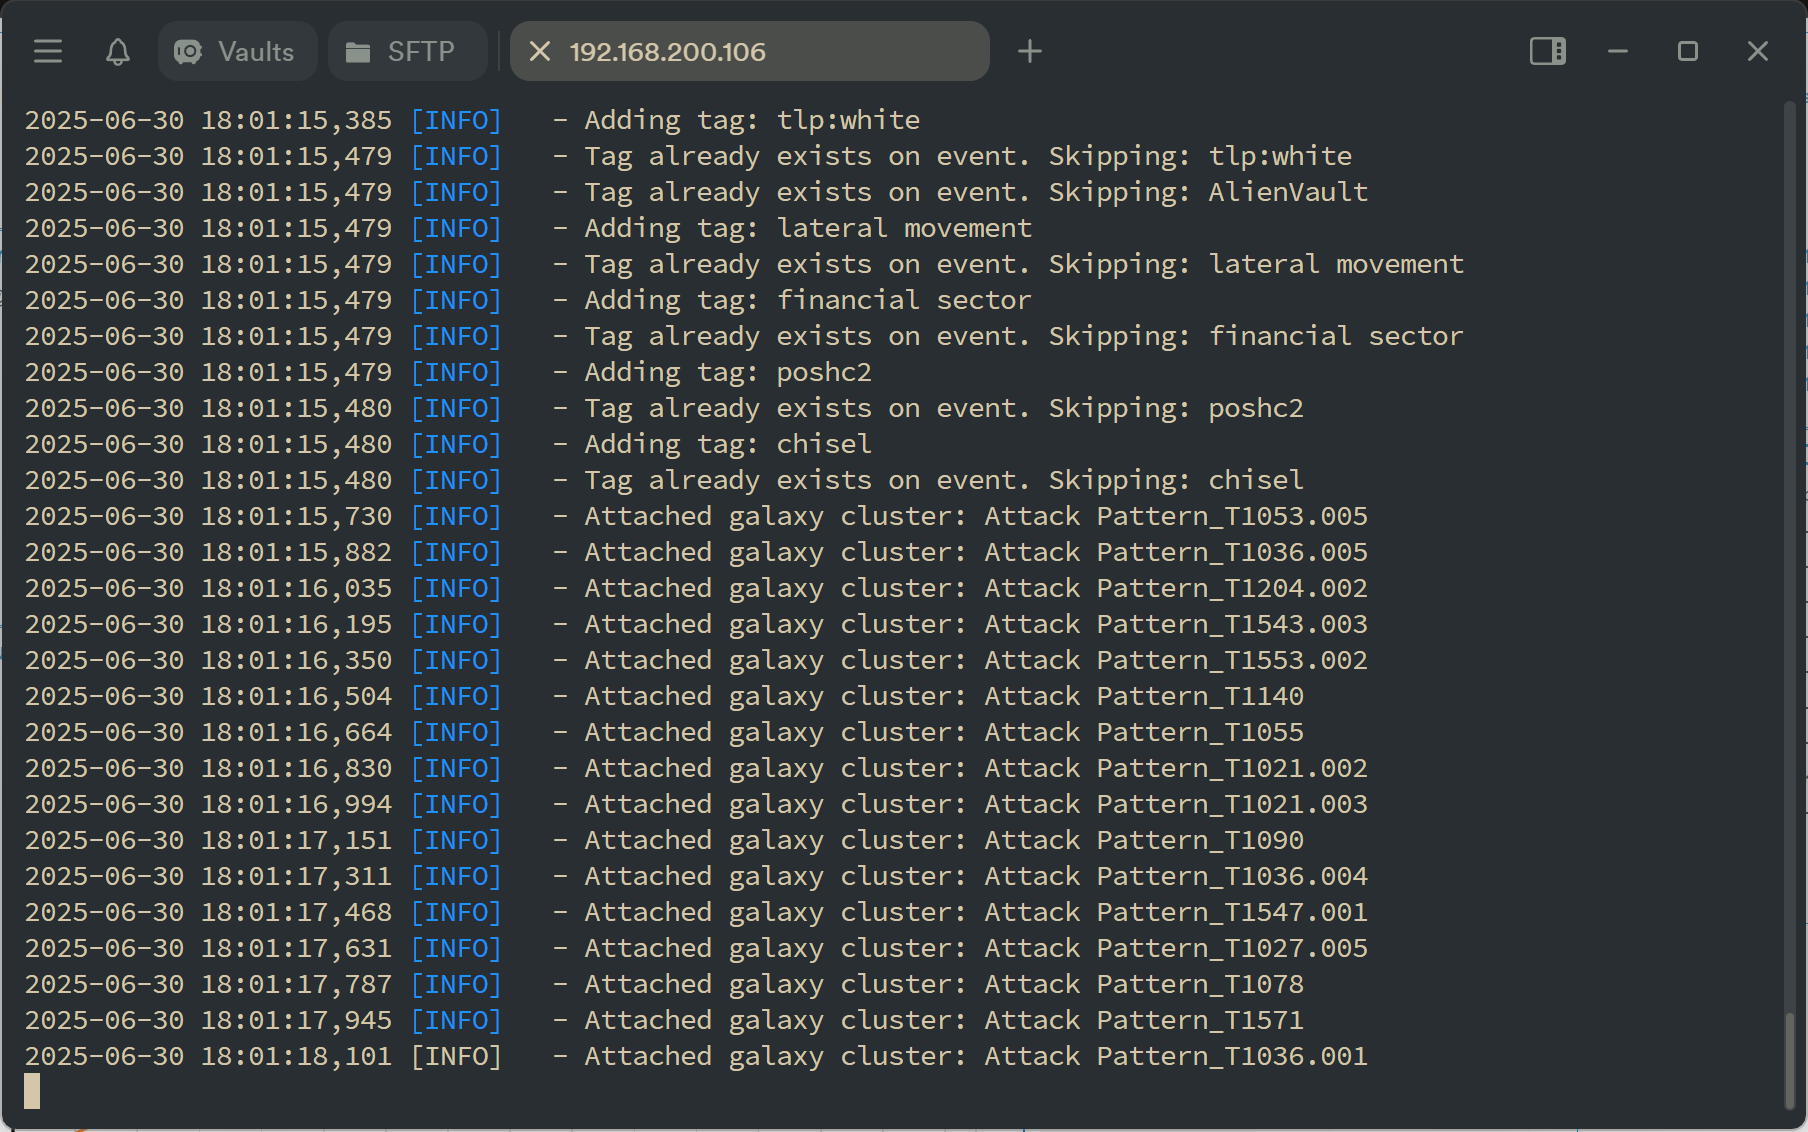 Vaults SFTP 192.168.200.106
2025-06-30 18:01:15,385 [INFO]   - Adding tag: tlp:white
2025-06-30 18:01:15,479 [INFO]   - Tag already exists on event. Skipping: tlp:white
2025-06-30 18:01:15,479 [INFO]   - Tag already exists on event. Skipping: AlienVault
2025-06-30 18:01:15,479 [INFO]   - Adding tag: lateral movement
2025-06-30 18:01:15,479 [INFO]   - Tag already exists on event. Skipping: lateral movement
2025-06-30 18:01:15,479 [INFO]   - Adding tag: financial sector
2025-06-30 18:01:15,479 [INFO]   - Tag already exists on event. Skipping: financial sector
2025-06-30 18:01:15,479 [INFO]   - Adding tag: poshc2
2025-06-30 18:01:15,480 [INFO]   - Tag already exists on event. Skipping: poshc2
2025-06-30 18:01:15,480 [INFO]   - Adding tag: chisel
2025-06-30 18:01:15,480 [INFO]   - Tag already exists on event. Skipping: chisel
2025-06-30 18:01:15,730 [INFO]   - Attached galaxy cluster: Attack Pattern_T1053.005
2025-06-30 18:01:15,882 [INFO]   - Attached galaxy cluster: Attack Pattern_T1036.005
2025-06-30 18:01:16,035 [INFO]   - Attached galaxy cluster: Attack Pattern_T1204.002
2025-06-30 18:01:16,195 [INFO]   - Attached galaxy cluster: Attack Pattern_T1543.003
2025-06-30 18:01:16,350 [INFO]   - Attached galaxy cluster: Attack Pattern_T1553.002
2025-06-30 18:01:16,504 [INFO]   - Attached galaxy cluster: Attack Pattern_T1140
2025-06-30 18:01:16,664 [INFO]   - Attached galaxy cluster: Attack Pattern_T1055
2025-06-30 18:01:16,830 [INFO]   - Attached galaxy cluster: Attack Pattern_T1021.002
2025-06-30 18:01:16,994 [INFO]   - Attached galaxy cluster: Attack Pattern_T1021.003
2025-06-30 18:01:17,151 [INFO]   - Attached galaxy cluster: Attack Pattern_T1090
2025-06-30 18:01:17,311 [INFO]   - Attached galaxy cluster: Attack Pattern_T1036.004
2025-06-30 18:01:17,468 [INFO]   - Attached galaxy cluster: Attack Pattern_T1547.001
2025-06-30 18:01:17,631 [INFO]   - Attached galaxy cluster: Attack Pattern_T1027.005
2025-06-30 18:01:17,787 [INFO]   - Attached galaxy cluster: Attack Pattern_T1078
2025-06-30 18:01:17,945 [INFO]   - Attached galaxy cluster: Attack Pattern_T1571
2025-06-30 18:01:18,101 [INFO]   - Attached galaxy cluster: Attack Pattern_T1036.001